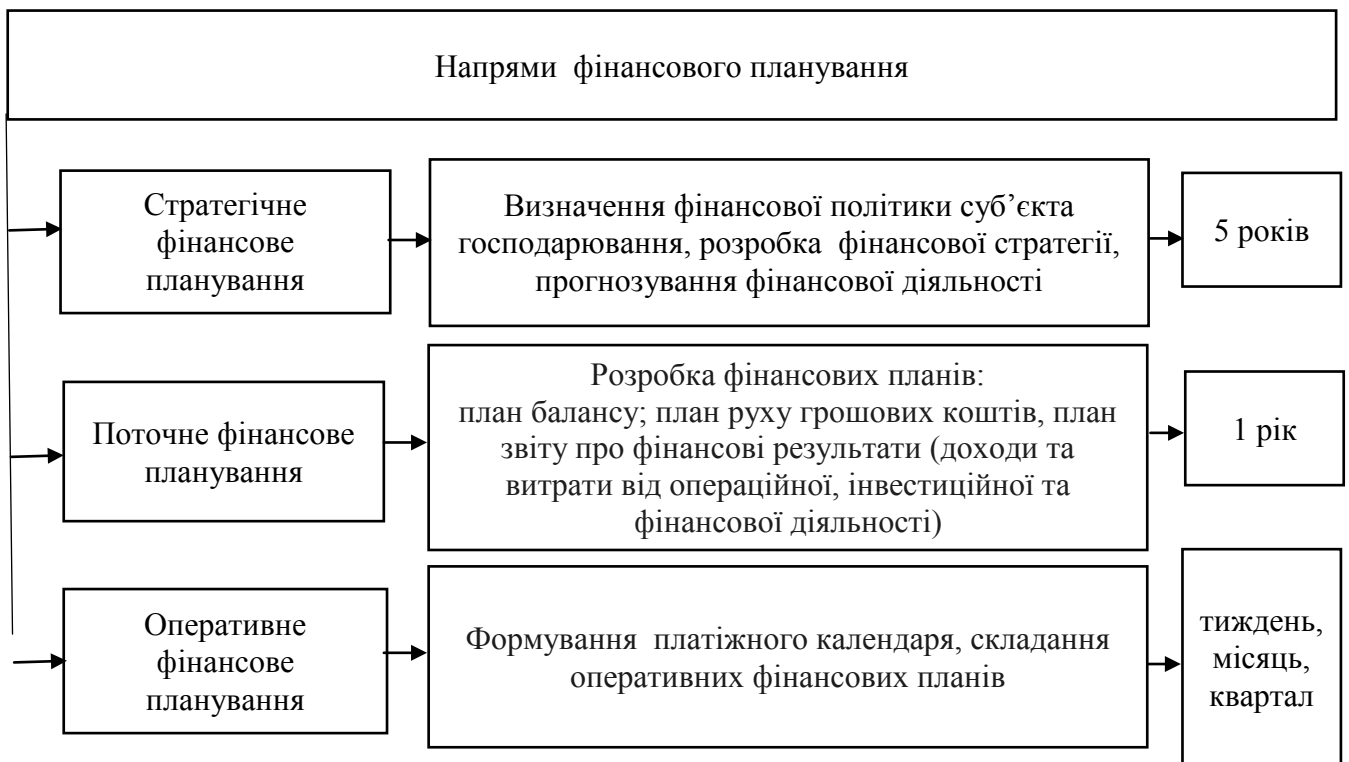 Напрями фінансового планування
Стратегічне
фінансове
планування
Визначення фінансової політики суб’єкта
господарювання, розробка фінансової стратегії,
прогнозування фінансової діяльності
5 років
Поточне фінансове
планування
Розробка фінансових планів:
план балансу; план руху грошових коштів, план
звіту про фінансові результати (доходи та
витрати від операційної, інвестиційної та
фінансової діяльності)
1 рік
Оперативне
фінансове
планування
Формування платіжного календаря, складання
оперативних фінансових планів
тиждень,
місяць,
квартал